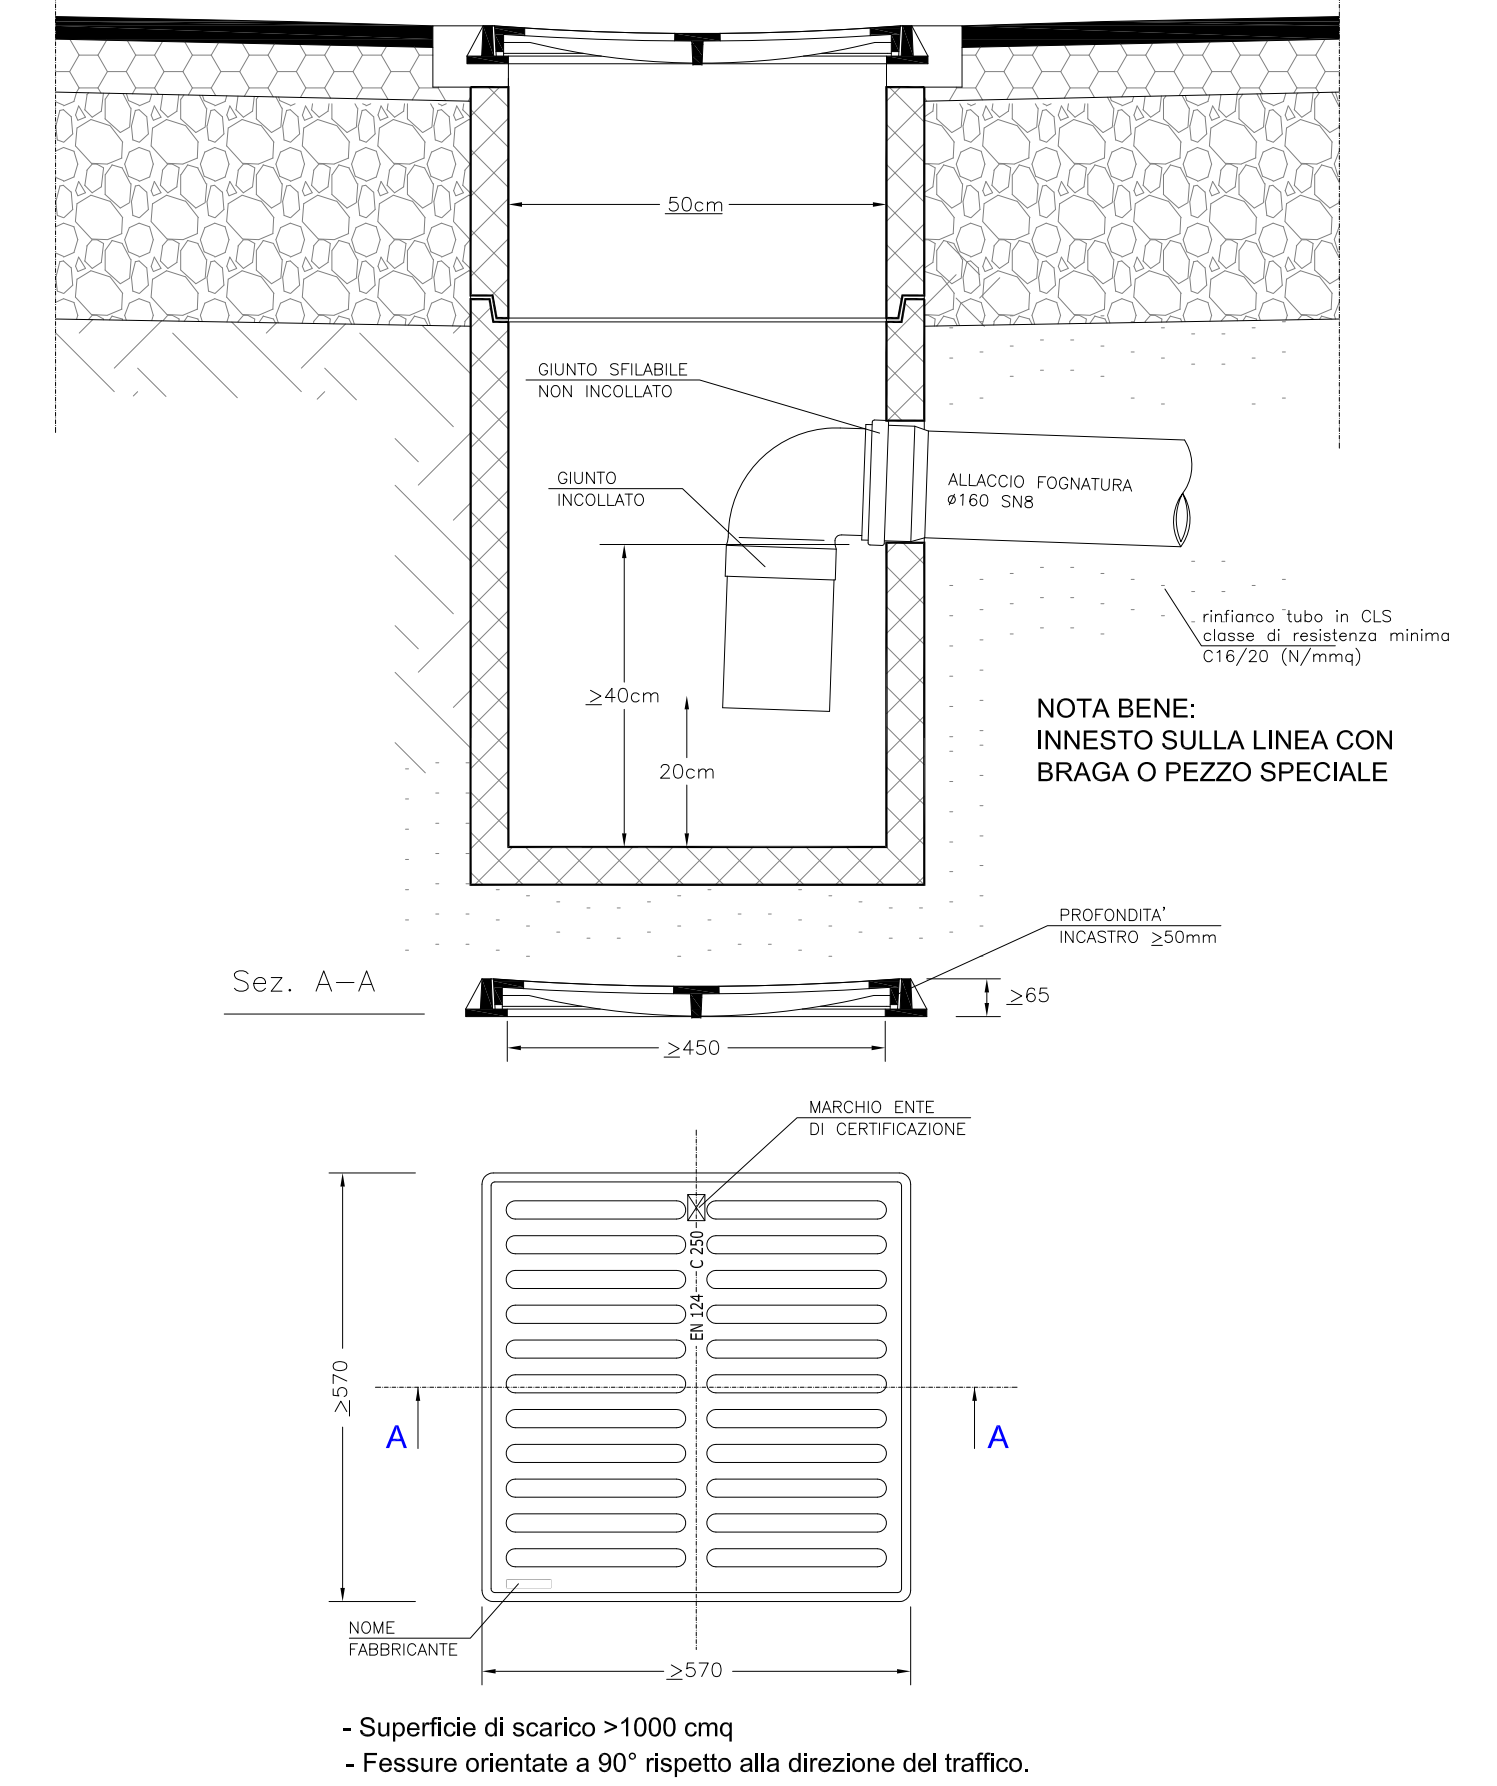 50cm
GIUNTO SFILABILE
NON INCOLLATO
GIUNTO
INCOLLATO
ALLACCIO FOGNATURA
ø160 SN8
≥40cm
20cm
rinfianco tubo in CLS
classe di resistenza minima
C16/20 (N/mmq)
NOTA BENE:
INNESTO SULLA LINEA CON
BRAGA O PEZZO SPECIALE
PROFONDITA'
INCASTRO ≥50mm
Sez. A-A
≥65
≥450
MARCHIO ENTE
DI CERTIFICAZIONE
EN 124 C 250
≥570
A
A
NOME
FABBRICANTE
≥570
- Superficie di scarico >1000 cmq
- Fessure orientate a 90° rispetto alla direzione del traffico.